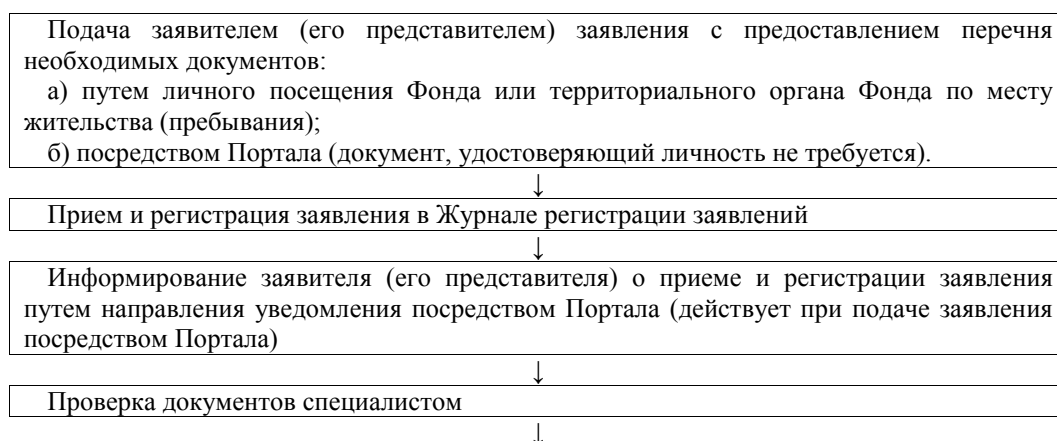 Подача заявителем (его представителем) заявления с предоставлением перечня
необходимых документов:
а) путем личного посещения Фонда или территориального органа Фонда по месту
жительства (пребывания);
б) посредством Портала (документ, удостоверяющий личность не требуется).
↓
Прием и регистрация заявления в Журнале регистрации заявлений
↓
Информирование заявителя (его представителя) о приеме и регистрации заявления
путем направления уведомления посредством Портала (действует при подаче заявления
посредством Портала)
↓
Проверка документов специалистом
↓